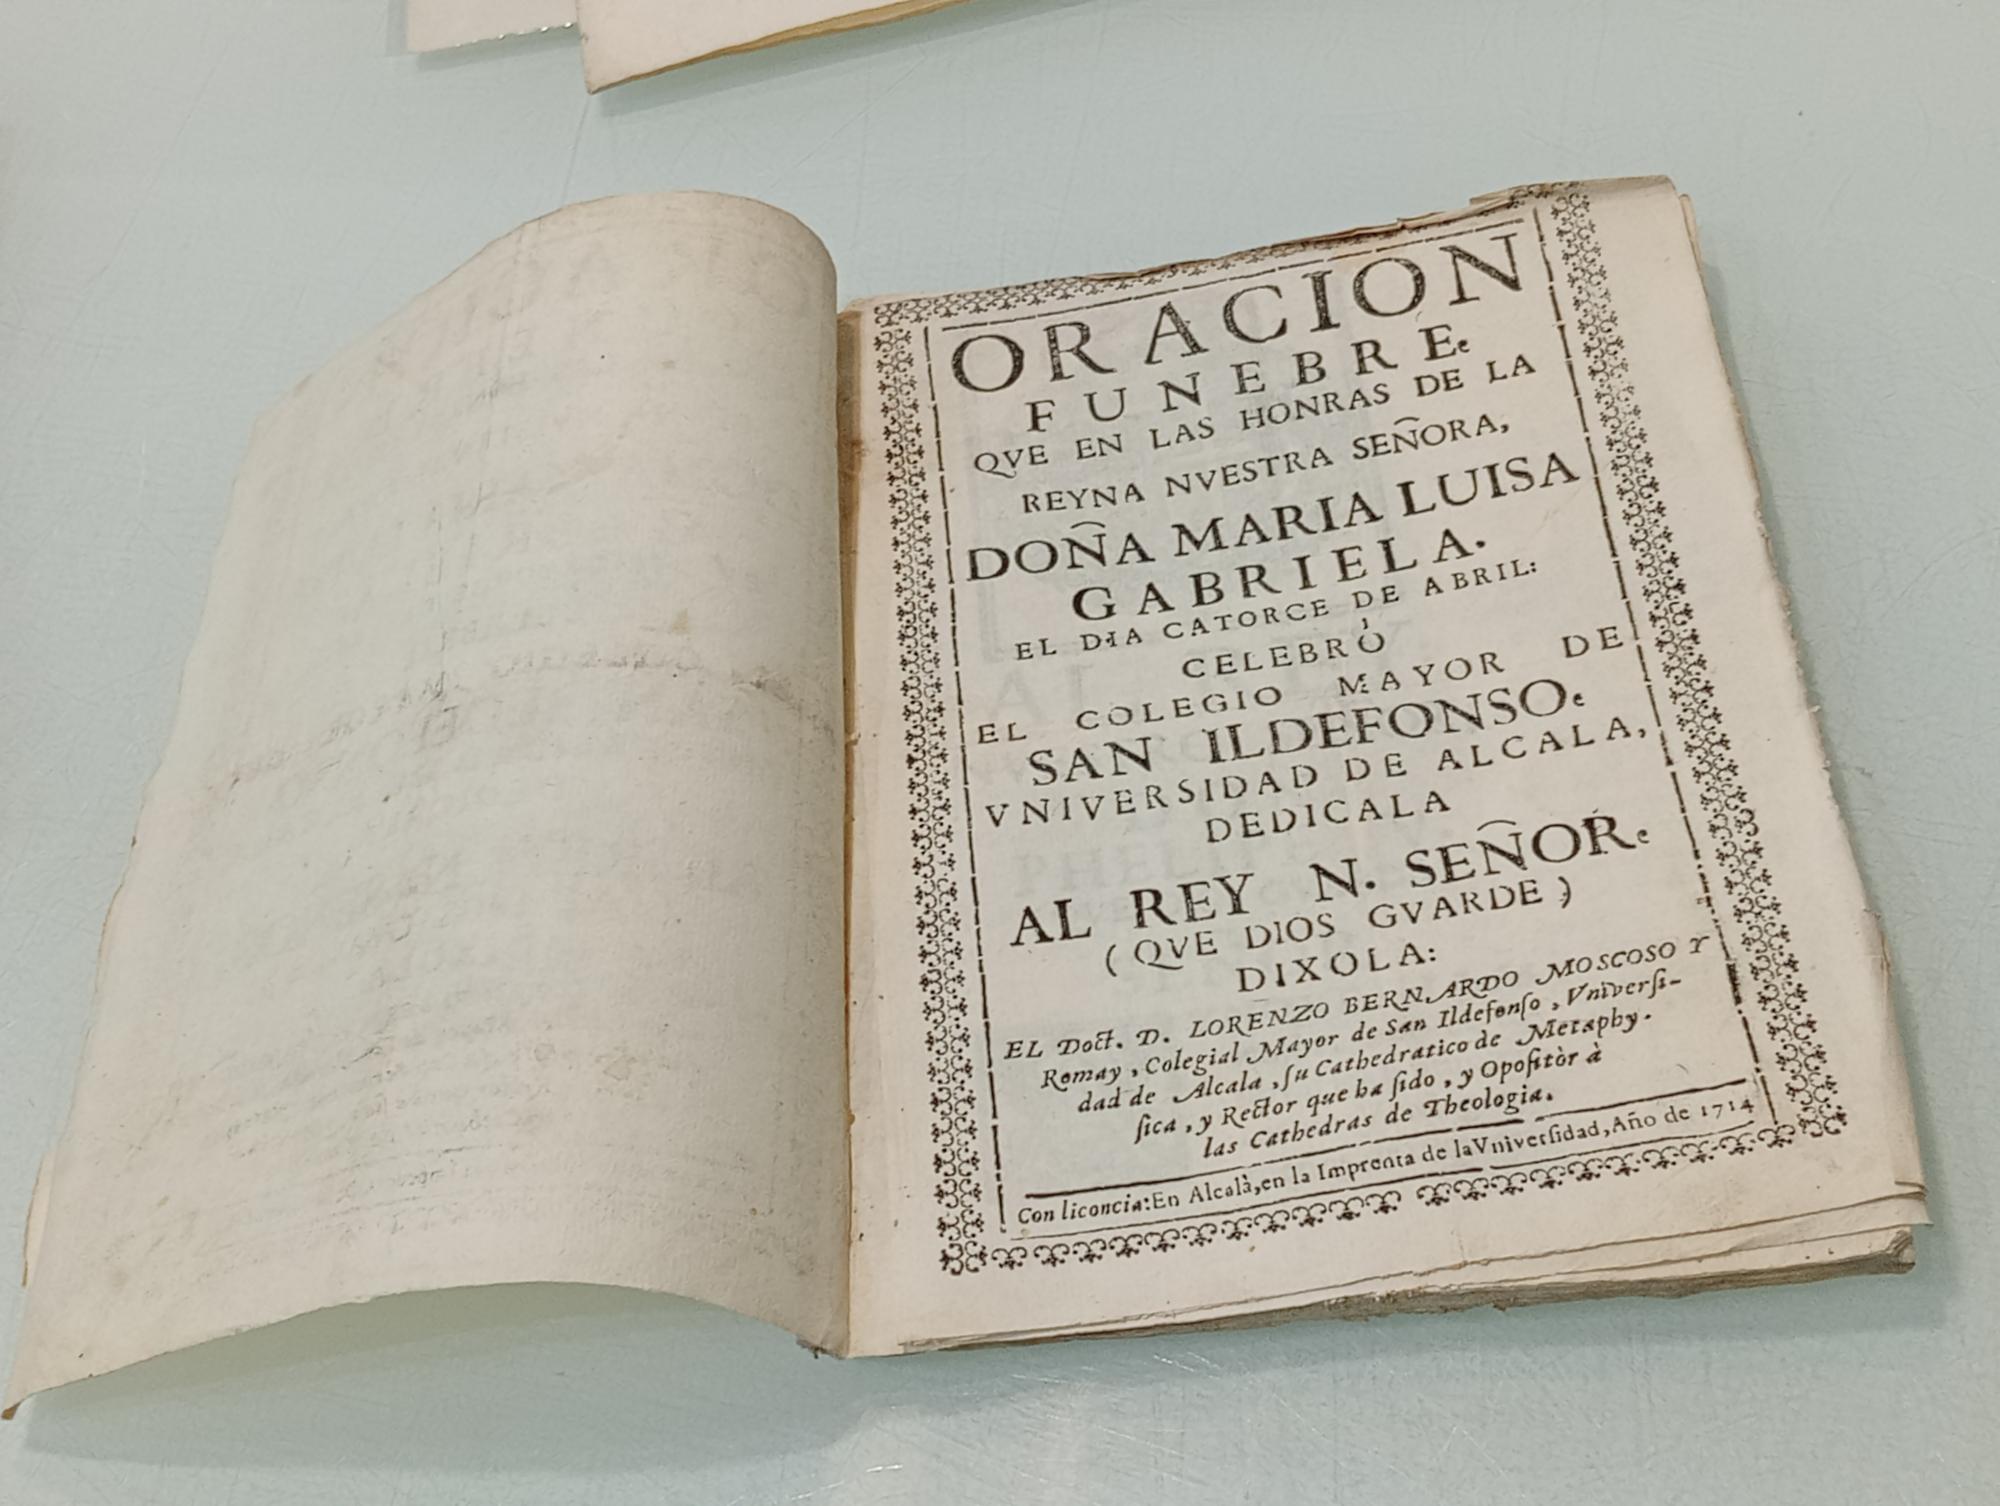 ORACION
FUNEBRE.
QVE EN LAS HONRAS DE LA
REYNA NVESTRA SEÑORA,
DOÑA MARIA LUISA
GABRIELA.
EL DIA CATORCE DE ABRIL:
CELEBRÒ
EL COLEGIO MAYOR DE
SAN ILDEFONSO.
VNIVERSIDAD DE ALCALA,
DEDICALA
AL REY N. SEÑOR.
(QVE DIOS GVARDE)
DIXOLA:
EL Doct. D. LORENZO BERNARDO MOSCOSO Y
Romay, Colegial Mayor de San Ildefonſo, Vniverſi-
dad de Alcala, ſu Cathedratico de Metaphy-
ſica, y Rector que ha ſido, y Opoſitòr à
las Cathedras de Theologia.
Con licencia: En Alcalà, en la Imprenta de la Vniverſidad, Año de 1714